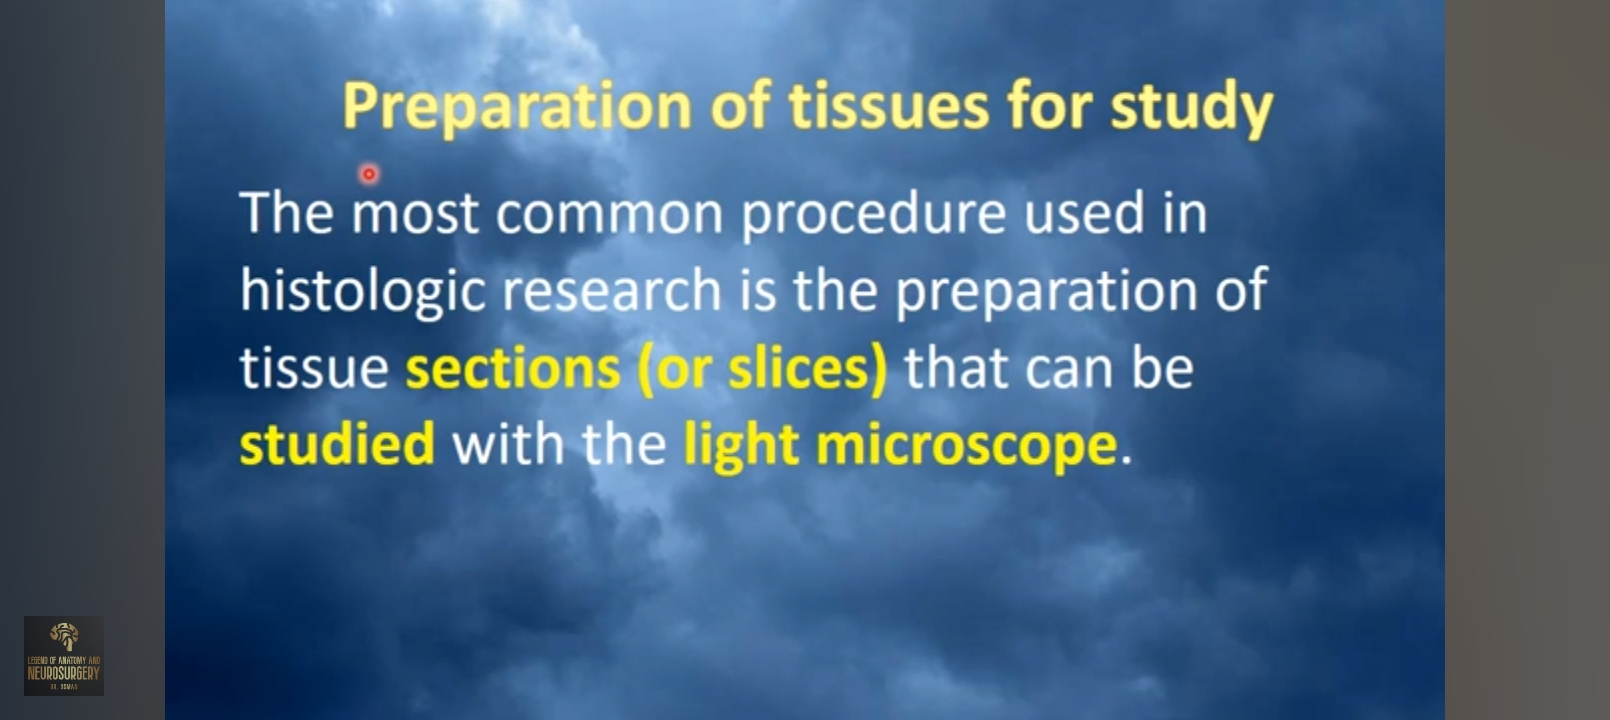 Preparation of tissues for study
The most common procedure used in
histologic research is the preparation of
tissue sections (or slices) that can be
studied with the light microscope.
LEGEND OF ANATOMY AND
NEUROSURGERY